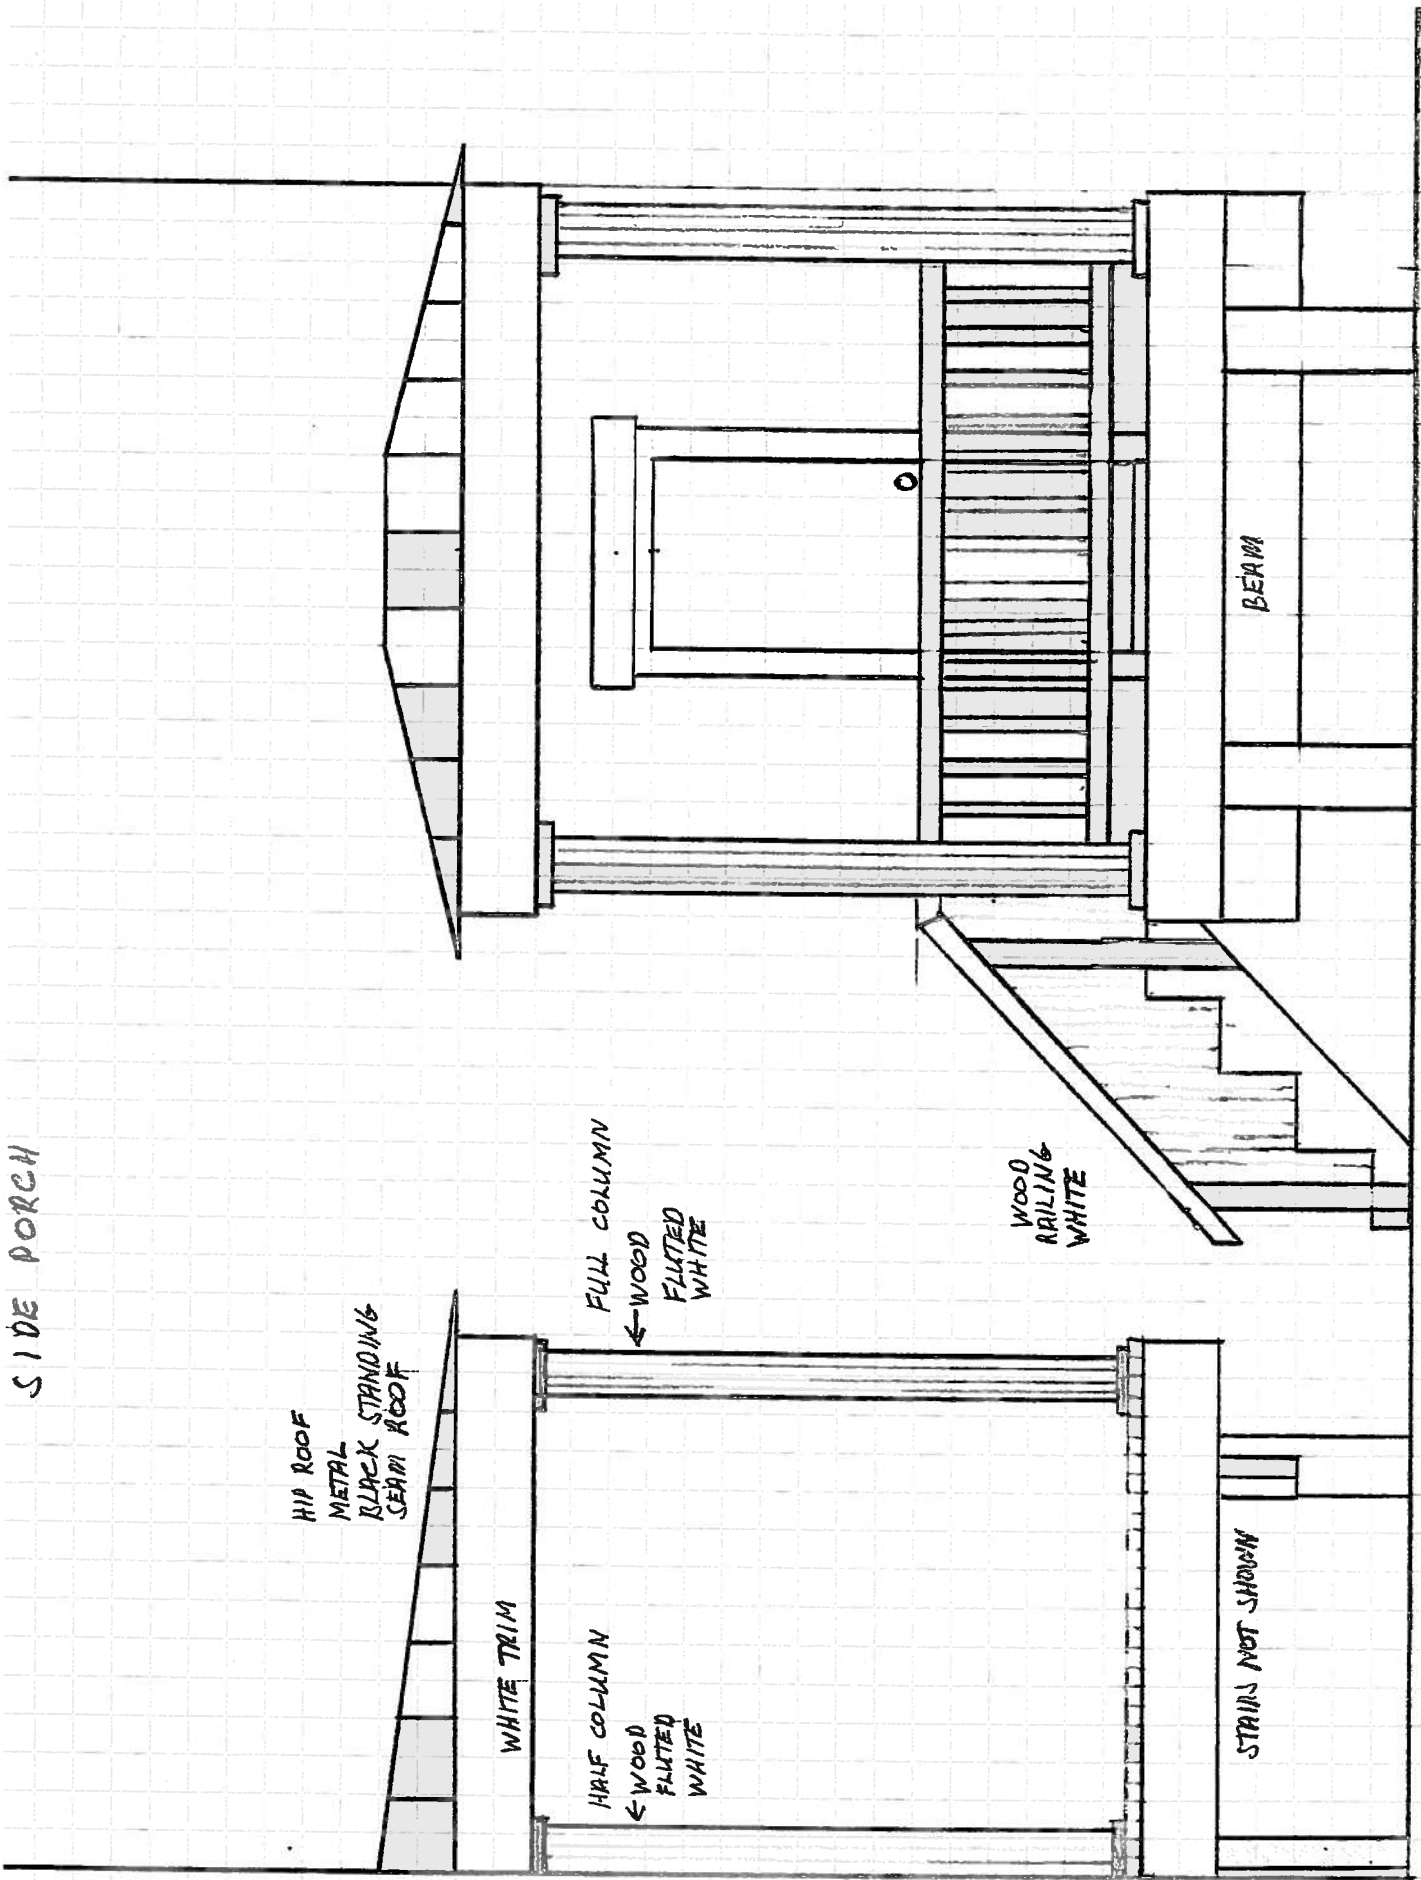 SIDE PORCH
HIP ROOF
METAL
BLACK STANDING
SEAM ROOF
WHITE TRIM
HALF COLUMN
←WOOD
FLUTED
WHITE
FULL COLUMN
←WOOD
FLUTED
WHITE
WOOD
RAILING
WHITE
STAIRS NOT SHOWN
BEAM